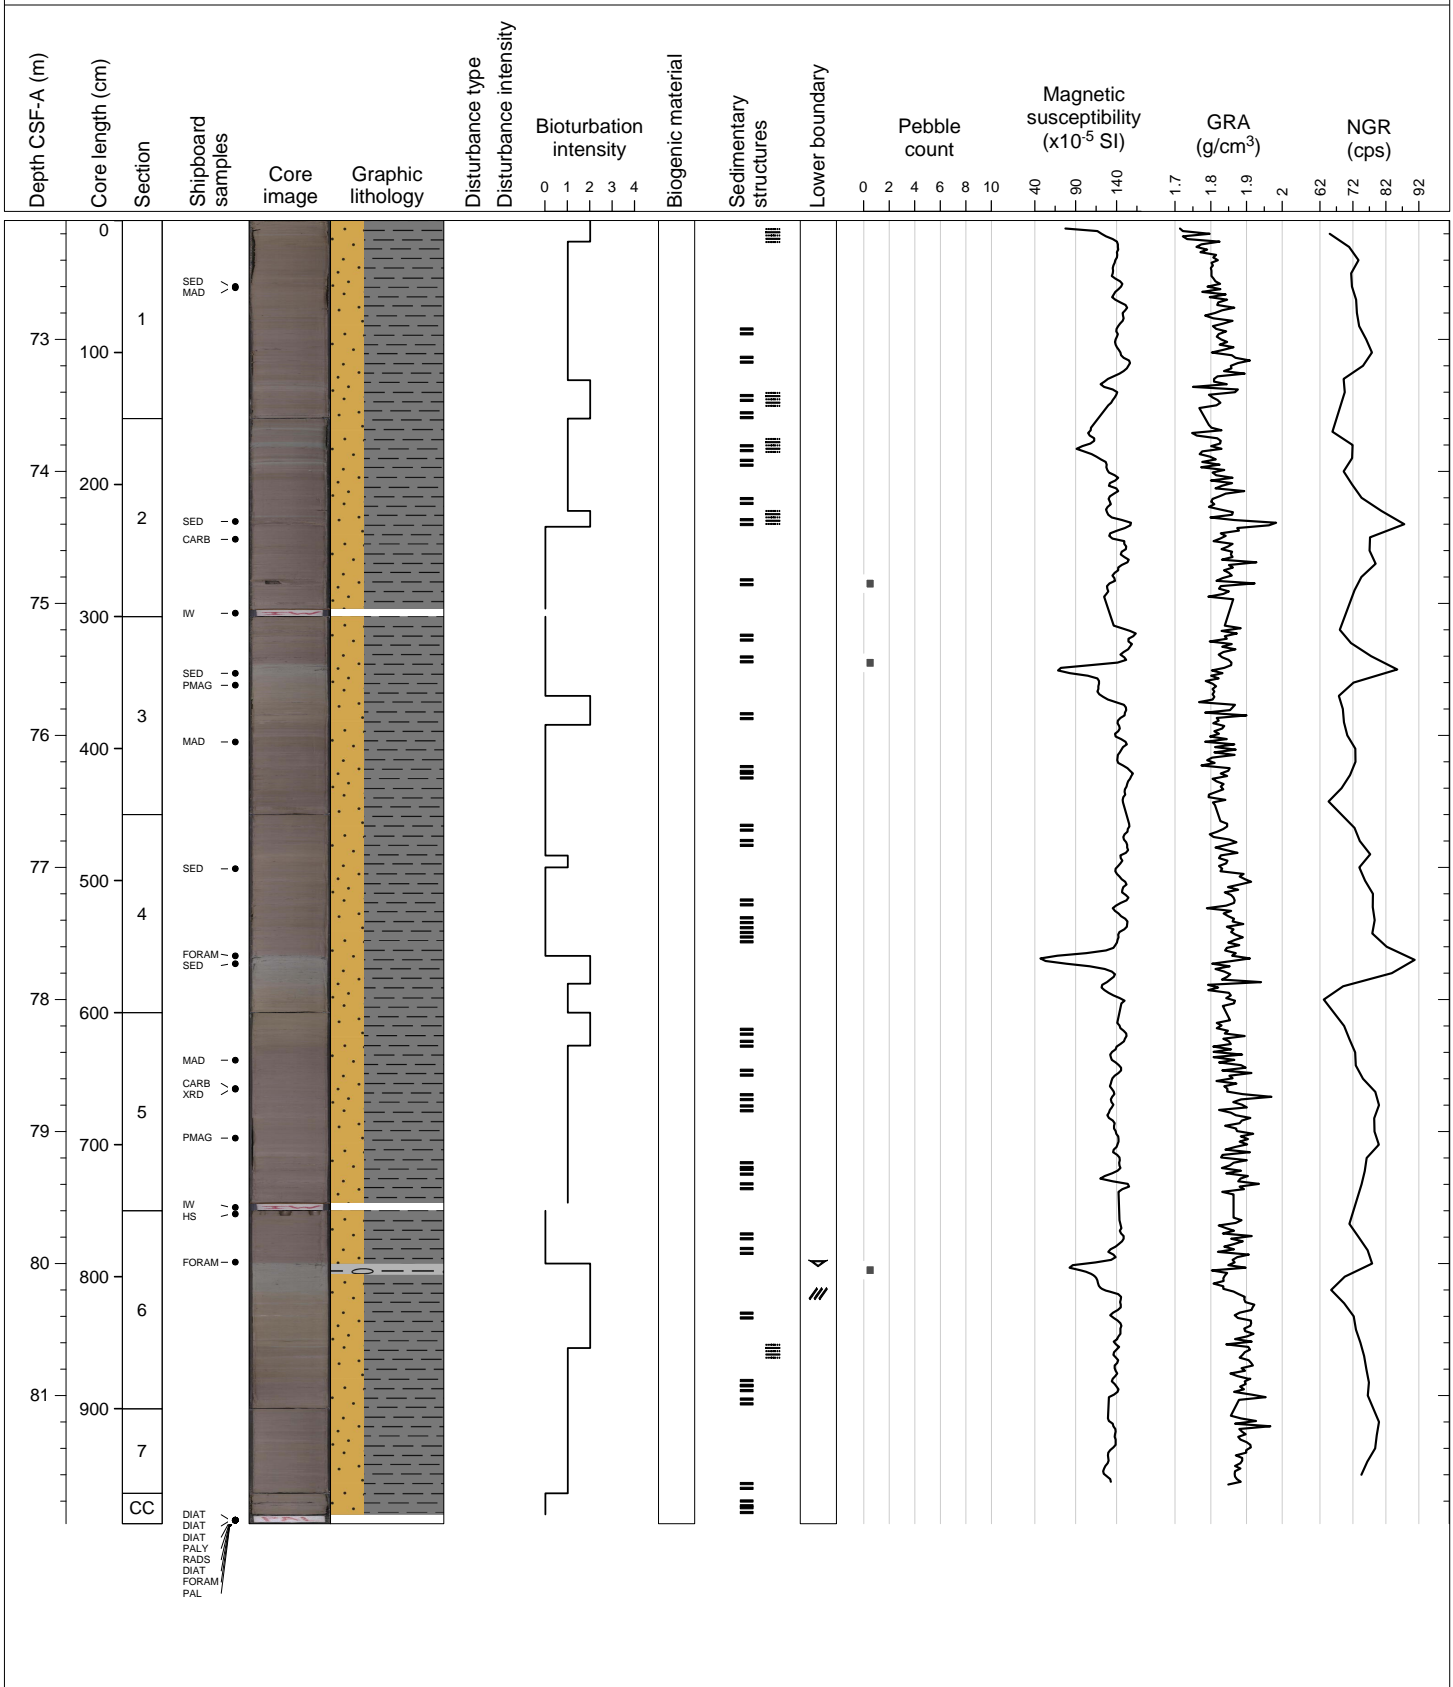 Depth CSF-A (m)
Core length (cm)
Section
Shipboard samples
Core image
Graphic lithology
Disturbance type
Disturbance intensity
Bioturbation intensity
0 1 2 3 4
Biogenic material
Sedimentary structures
Lower boundary
Pebble count
0 2 4 6 8 10
Magnetic susceptibility (x10-5 SI)
40 90 140
GRA (g/cm3)
1.7 1.8 1.9 2
NGR (cps)
62 72 82 92
0
SED
MAD
1
73
100
74
200
2
SED
CARB
75
300
IW
SED
PMAG
3
76
MAD
400
77
SED
500
4
FORAM
SED
78
600
MAD
CARB
XRD
5
79
PMAG
700
IW
HS
80
FORAM
800
6
81
900
7
CC
DIAT
DIAT
DIAT
PALY
RADS
DIAT
FORAM
PAL